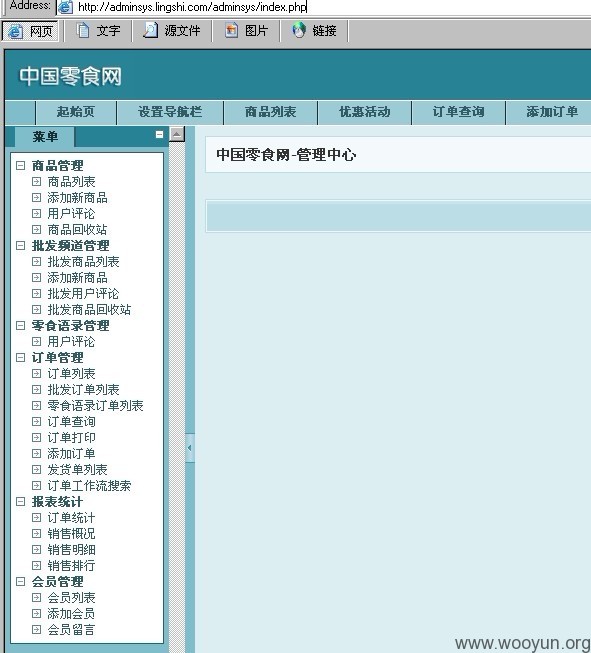 Address: http://adminsys.lingshi.com/adminsys/index.php
网页 文字 源文件 图片 链接
中国零食网
起始页 设置导航栏 商品列表 优惠活动 订单查询 添加订单
菜单
中国零食网-管理中心
商品管理
商品列表
添加新商品
用户评论
商品回收站
批发频道管理
批发商品列表
添加新商品
批发用户评论
批发商品回收站
零食语录管理
用户评论
订单管理
订单列表
批发订单列表
零食语录订单列表
订单查询
订单打印
添加订单
发货单列表
订单工作流搜索
报表统计
订单统计
销售概况
销售明细
销售排行
会员管理
会员列表
添加会员
会员留言
www.wooyun.org